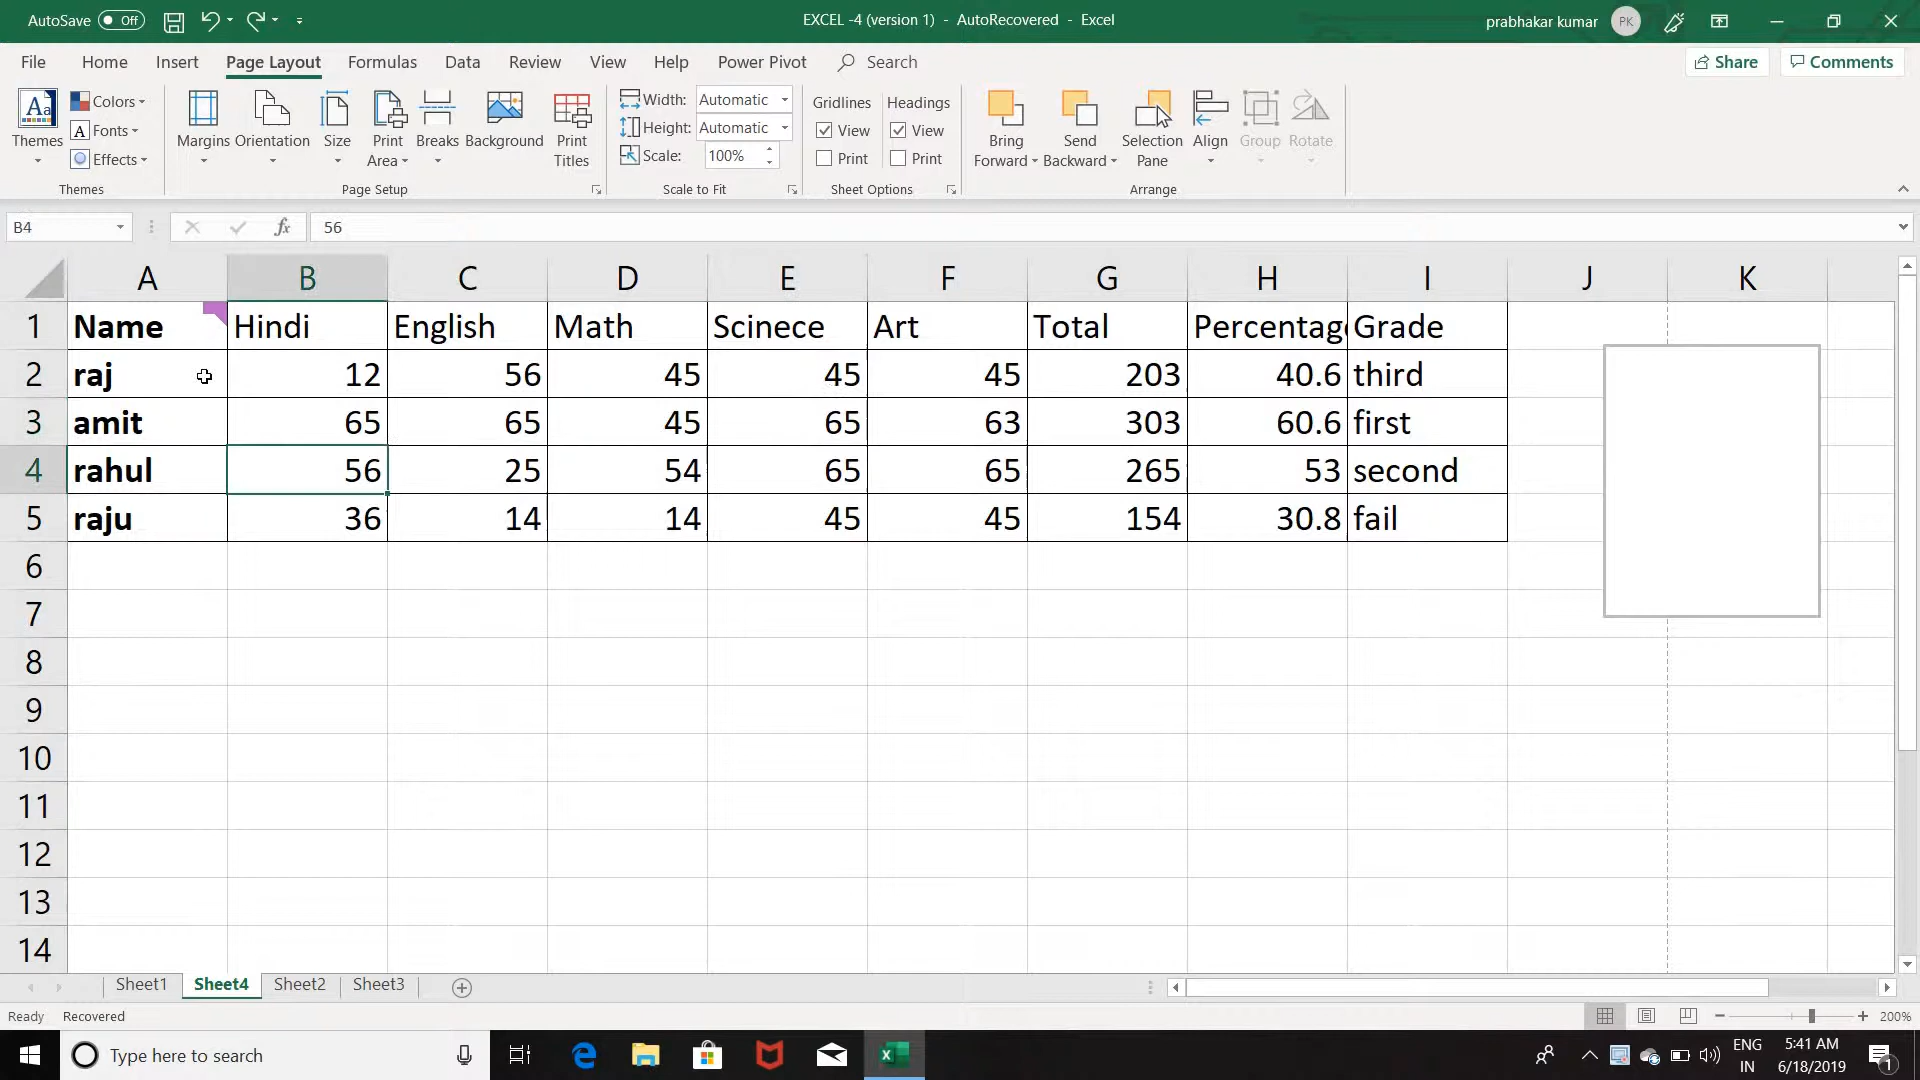 AutoSave Off
EXCEL -4 (version 1) - AutoRecovered - Excel
prabhakar kumar PK
File Home Insert Page Layout Formulas Data Review View Help Power Pivot Search Share Comments
Themes
Colors
Fonts
Effects
Themes
Margins Orientation Size Print Area Breaks Background Print Titles
Page Setup
Width: Automatic
Height: Automatic
Scale: 100%
Scale to Fit
Gridlines Headings
View View
Print Print
Sheet Options
Bring Forward Send Backward Selection Pane Align Group Rotate
Arrange
B4 fx 56
A B C D E F G H I J K
1 Name Hindi English Math Scinece Art Total Percentage Grade
2 raj 12 56 45 45 45 203 40.6 third
3 amit 65 65 45 65 63 303 60.6 first
4 rahul 56 25 54 65 65 265 53 second
5 raju 36 14 14 45 45 154 30.8 fail
6
7
8
9
10
11
12
13
14
Sheet1 Sheet4 Sheet2 Sheet3
Ready Recovered 200%
Type here to search
ENG 5:41 AM
IN 6/18/2019 1